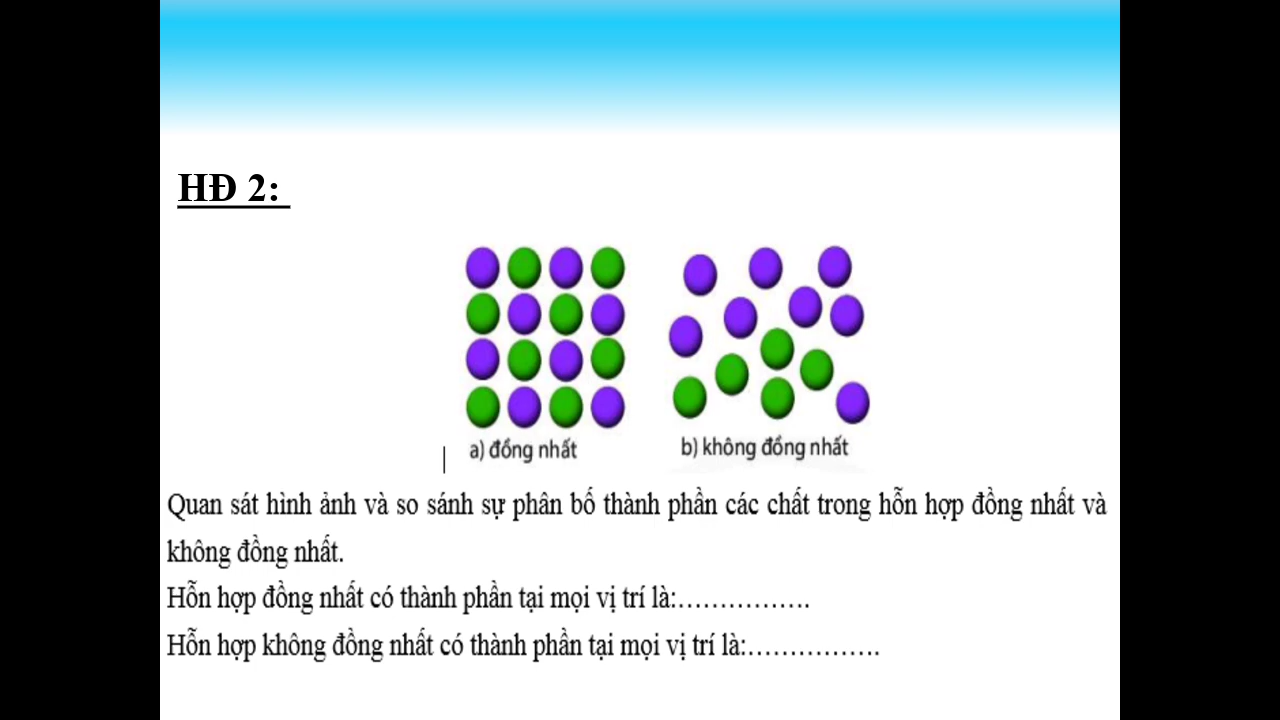 HĐ 2:
a) đồng nhất
b) không đồng nhất
Quan sát hình ảnh và so sánh sự phân bố thành phần các chất trong hỗn hợp đồng nhất và
không đồng nhất.
Hỗn hợp đồng nhất có thành phần tại mọi vị trí là:…………….
Hỗn hợp không đồng nhất có thành phần tại mọi vị trí là:…………….